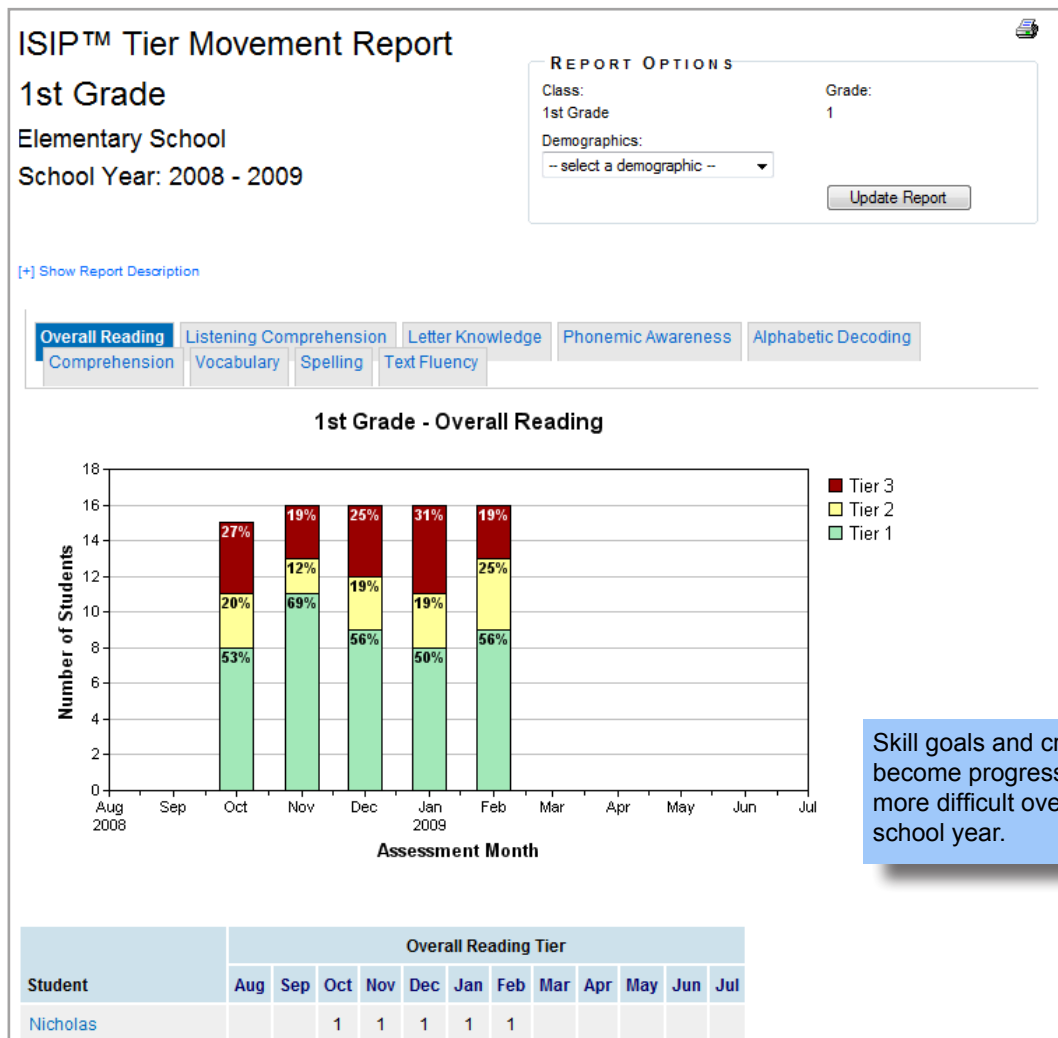 ISIP™ Tier Movement Report
1st Grade
Elementary School
School Year: 2008 - 2009
REPORT OPTIONS
Class: Grade:
1st Grade 1
Demographics:
-- select a demographic --
Update Report
[+] Show Report Description
Overall Reading Listening Comprehension Letter Knowledge Phonemic Awareness Alphabetic Decoding
Comprehension Vocabulary Spelling Text Fluency
1st Grade - Overall Reading
Number of Students
18
16
14
12
10
8
6
4
2
0
27% 19% 25% 31% 19%
20% 12% 19% 19% 25%
53% 69% 56% 50% 56%
Tier 3
Tier 2
Tier 1
Aug Sep Oct Nov Dec Jan Feb Mar Apr May Jun Jul
2008 2009
Assessment Month
Skill goals and
become
more difficult
school year.
Overall Reading Tier
Student Aug Sep Oct Nov Dec Jan Feb Mar Apr May Jun Jul
Nicholas 1 1 1 1 1